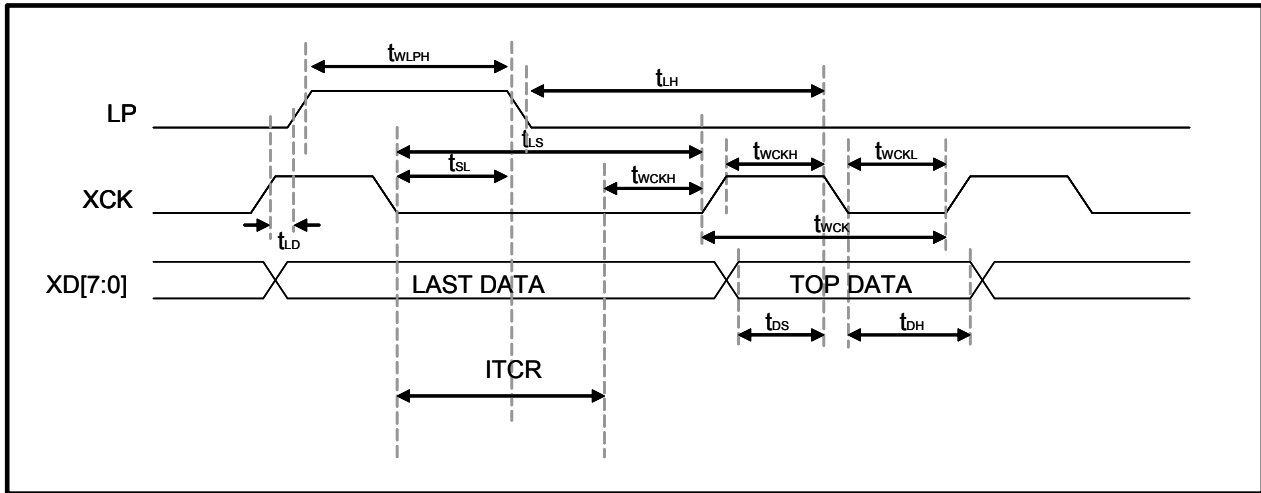 tWLPH
tLH
LP
tLS
tWCKH
tWCKL
tSL
tWCKH
XCK
tWCK
tLD
XD[7:0]
LAST DATA
TOP DATA
tDS
tDH
ITCR